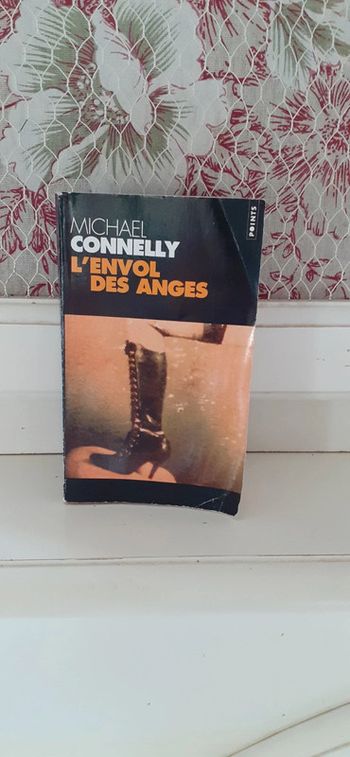 POINTS
MICHAEL
CONNELLY
L'ENVOL
DES ANGES